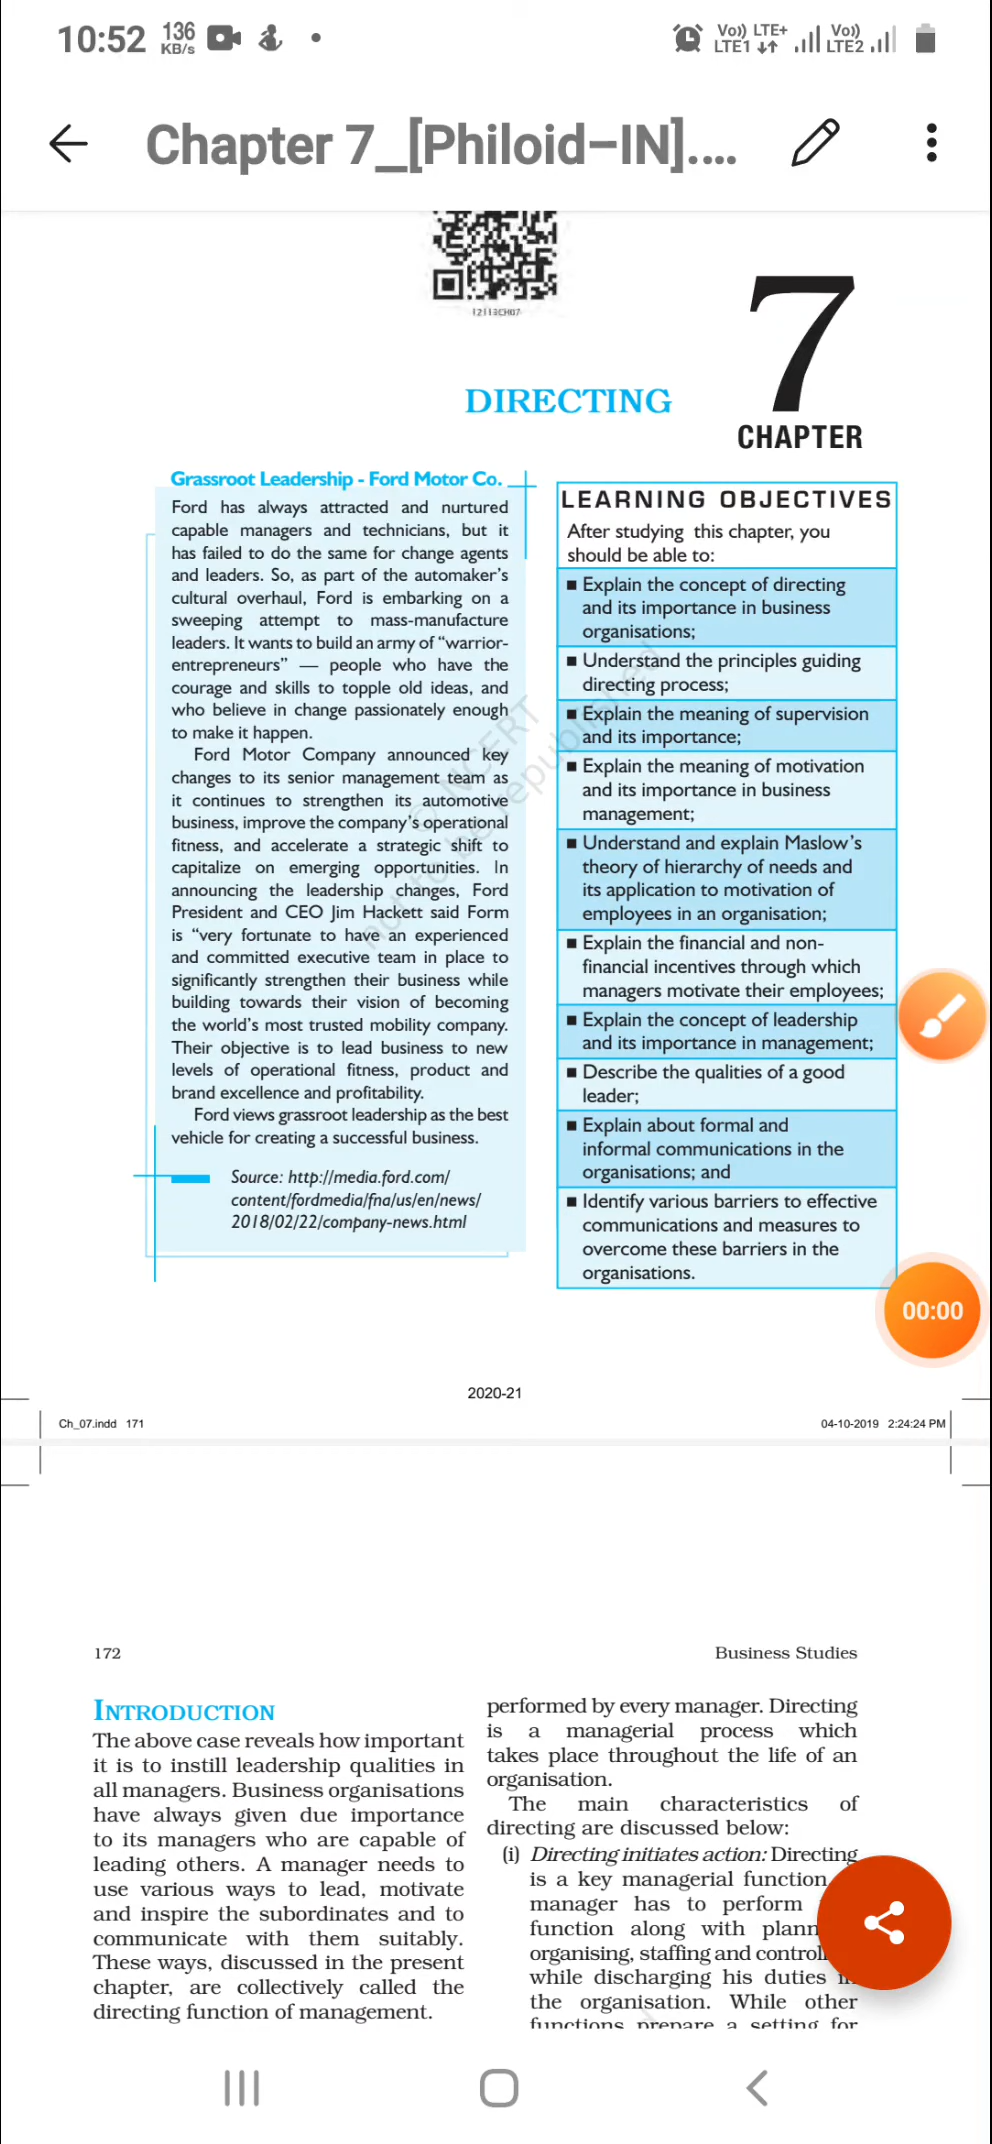 10:52 136 KB/s Vo)) LTE1 LTE+ Vo)) LTE2
Chapter 7_[Philoid–IN]....
12113CH07
7
DIRECTING
CHAPTER
Grassroot Leadership - Ford Motor Co.
Ford has always attracted and nurtured
capable managers and technicians, but it
has failed to do the same for change agents
and leaders. So, as part of the automaker's
cultural overhaul, Ford is embarking on a
sweeping attempt to mass-manufacture
leaders. It wants to build an army of "warrior-
entrepreneurs" — people who have the
courage and skills to topple old ideas, and
who believe in change passionately enough
to make it happen.
Ford Motor Company announced key
changes to its senior management team as
it continues to strengthen its automotive
business, improve the company's operational
fitness, and accelerate a strategic shift to
capitalize on emerging opportunities. In
announcing the leadership changes, Ford
President and CEO Jim Hackett said Form
is "very fortunate to have an experienced
and committed executive team in place to
significantly strengthen their business while
building towards their vision of becoming
the world's most trusted mobility company.
Their objective is to lead business to new
levels of operational fitness, product and
brand excellence and profitability.
Ford views grassroot leadership as the best
vehicle for creating a successful business.
Source: http://media.ford.com/
content/fordmedia/fna/us/en/news/
2018/02/22/company-news.html
LEARNING OBJECTIVES
After studying this chapter, you
should be able to:
■ Explain the concept of directing
and its importance in business
organisations;
■ Understand the principles guiding
directing process;
■ Explain the meaning of supervision
and its importance;
■ Explain the meaning of motivation
and its importance in business
management;
■ Understand and explain Maslow's
theory of hierarchy of needs and
its application to motivation of
employees in an organisation;
■ Explain the financial and non-
financial incentives through which
managers motivate their employees;
■ Explain the concept of leadership
and its importance in management;
■ Describe the qualities of a good
leader;
■ Explain about formal and
informal communications in the
organisations; and
■ Identify various barriers to effective
communications and measures to
overcome these barriers in the
organisations.
© NCERT
not to be republished
00:00
2020-21
Ch_07.indd 171
04-10-2019 2:24:24 PM
172
Business Studies
INTRODUCTION
The above case reveals how important
it is to instill leadership qualities in
all managers. Business organisations
have always given due importance
to its managers who are capable of
leading others. A manager needs to
use various ways to lead, motivate
and inspire the subordinates and to
communicate with them suitably.
These ways, discussed in the present
chapter, are collectively called the
directing function of management.
performed by every manager. Directing
is a managerial process which
takes place throughout the life of an
organisation.
The main characteristics of
directing are discussed below:
(i) Directing initiates action: Directing
is a key managerial function.
manager has to perform
function along with plann
organising, staffing and control
while discharging his duties in
the organisation. While other
functions prepare a setting for